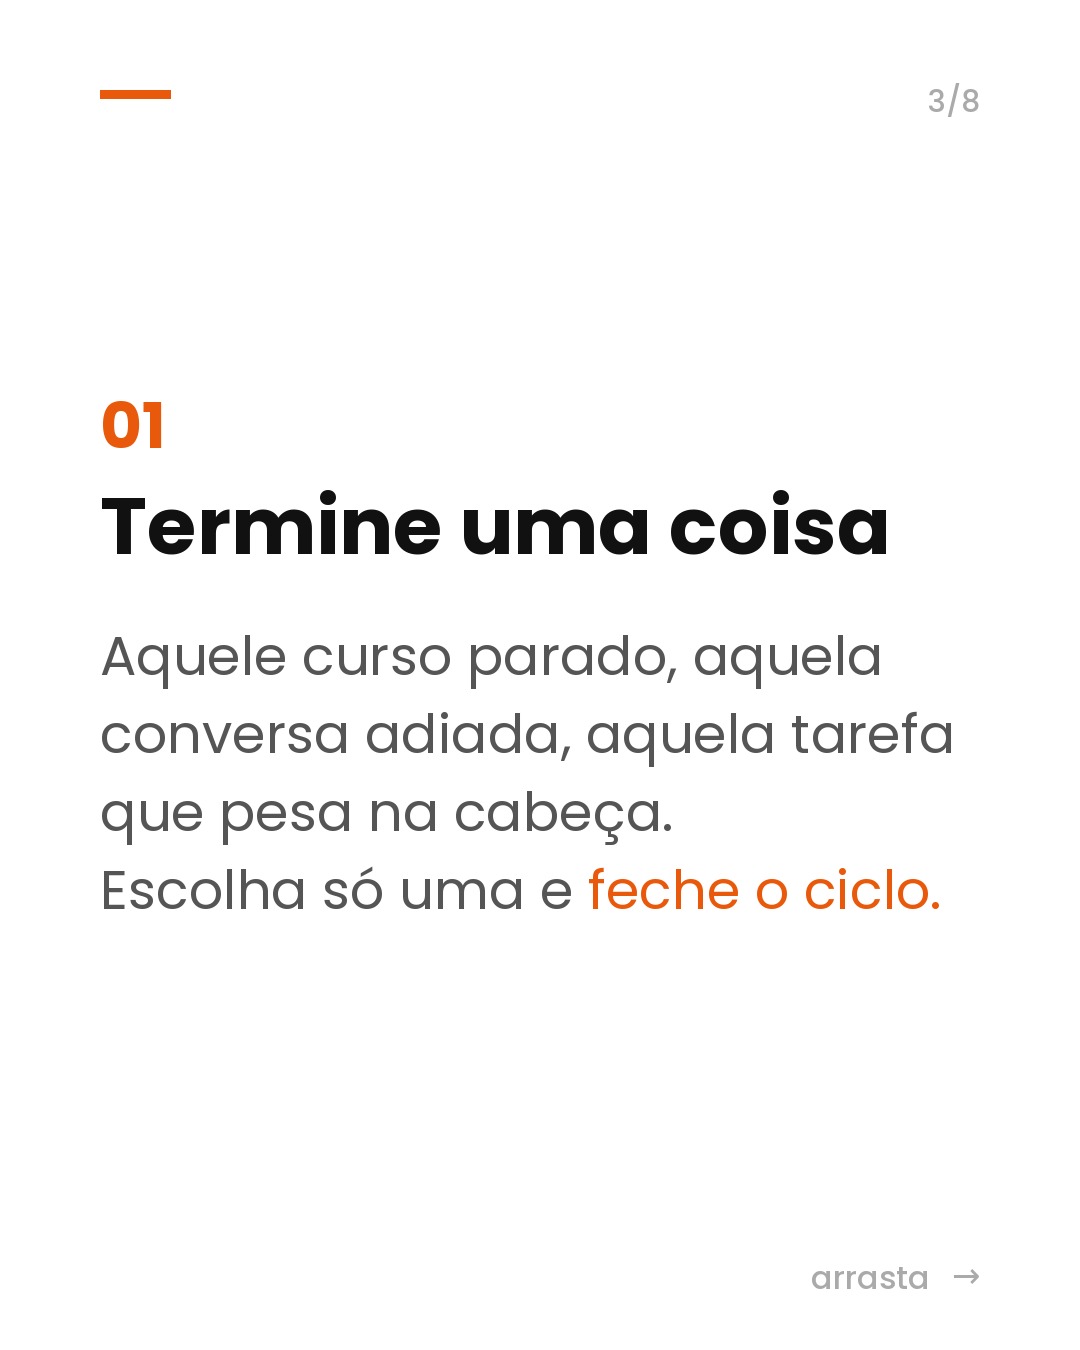 3/8
01
Termine uma coisa
Aquele curso parado, aquela
conversa adiada, aquela tarefa
que pesa na cabeça.
Escolha só uma e feche o ciclo.
arrasta →